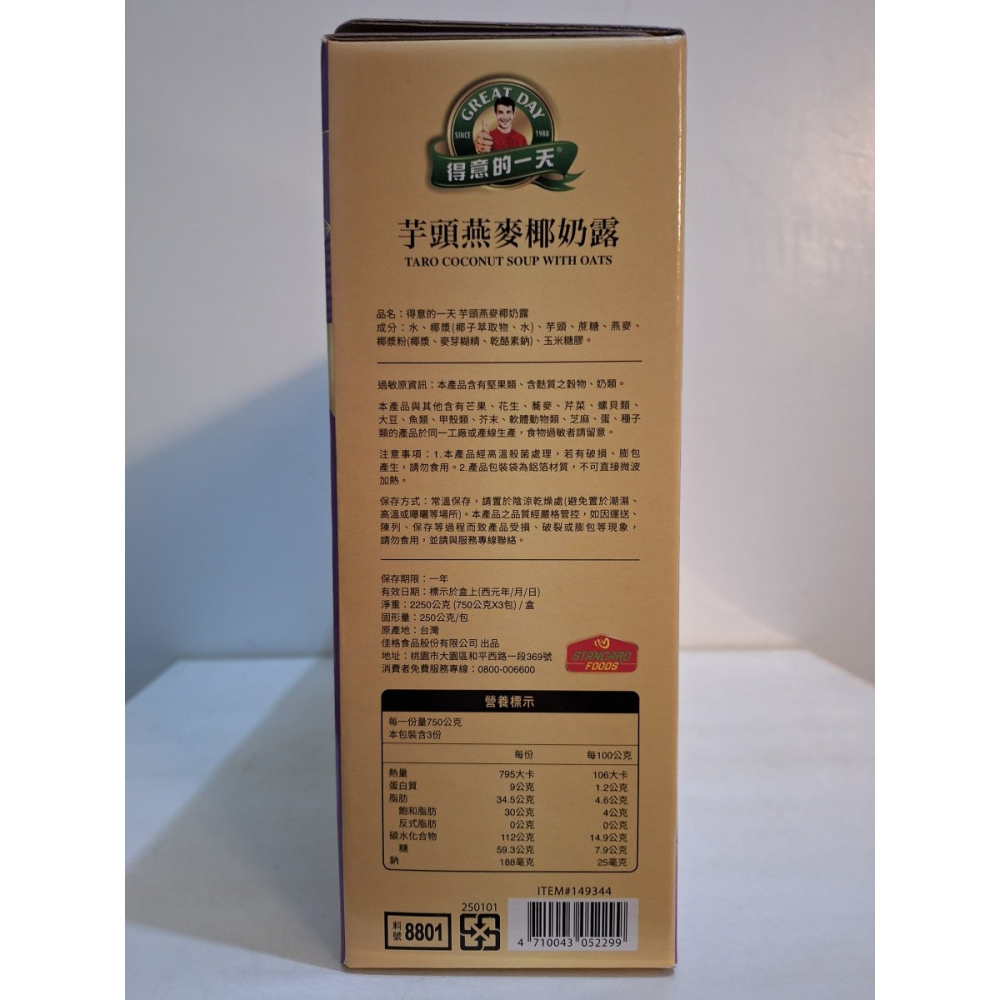 GREAT DAY
SINCE 1988
得意的一天®
芋頭燕麥椰奶露
TARO COCONUT SOUP WITH OATS
品名：得意的一天 芋頭燕麥椰奶露
成分：水、椰漿(椰子萃取物、水)、芋頭、蔗糖、燕麥、
椰漿粉(椰漿、麥芽糊精、乾酪素鈉)、玉米糖膠。
過敏原資訊：本產品含有堅果類、含麩質之穀物、奶類。
本產品與其他含有芒果、花生、蕎麥、芹菜、螺貝類、
大豆、魚類、甲殼類、芥末、軟體動物類、芝麻、蛋、種子
類的產品於同一工廠或產線生產，食物過敏者請留意。
注意事項：1.本產品經高溫殺菌處理，若有破損、膨包
產生，請勿食用。2.產品包裝袋為鋁箔材質，不可直接微波
加熱。
保存方式：常溫保存，請置於陰涼乾燥處(避免置於潮濕、
高溫或曝曬等場所)。本產品之品質經嚴格管控，如因運送、
陳列、保存等過程而致產品受損、破裂或膨包等現象，
請勿食用，並請與服務專線聯絡。
保存期限：一年
有效日期：標示於盒上(西元年/月/日)
淨重：2250公克 (750公克X3包) / 盒
固形量：250公克/包
原產地：台灣
佳格食品股份有限公司 出品
地址：桃園市大園區和平西路一段369號
消費者免費服務專線：0800-006600
STANDARD
FOODS
營養標示
每一份量750公克
本包裝含3份
每份 每100公克
熱量 795大卡 106大卡
蛋白質 9公克 1.2公克
脂肪 34.5公克 4.6公克
飽和脂肪 30公克 4公克
反式脂肪 0公克 0公克
碳水化合物 112公克 14.9公克
糖 59.3公克 7.9公克
鈉 188毫克 25毫克
ITEM#149344
250101
料號 8801
4 710043 052299